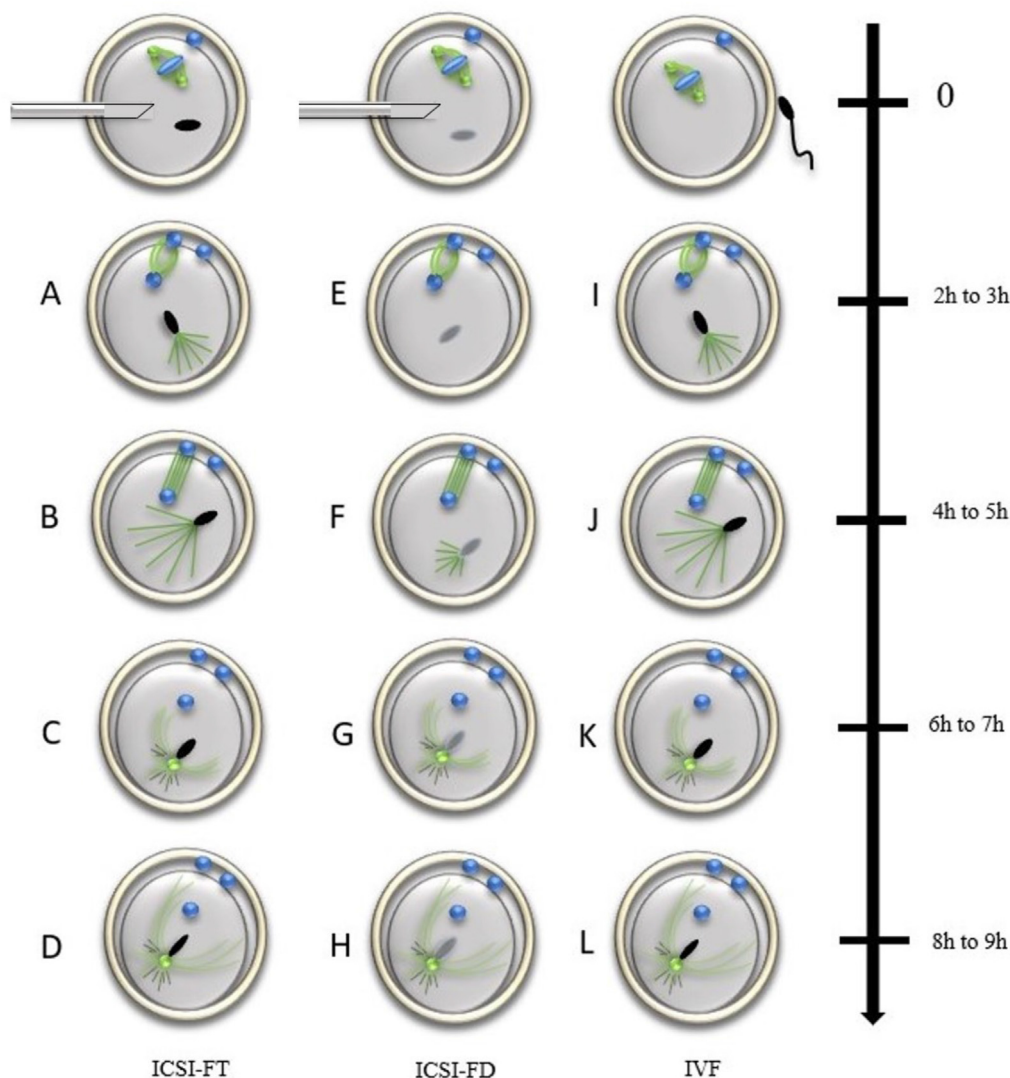 0
A
E
I
2h to 3h
B
F
J
4h to 5h
C
G
K
6h to 7h
D
H
L
8h to 9h
ICSI-FT
ICSI-FD
IVF